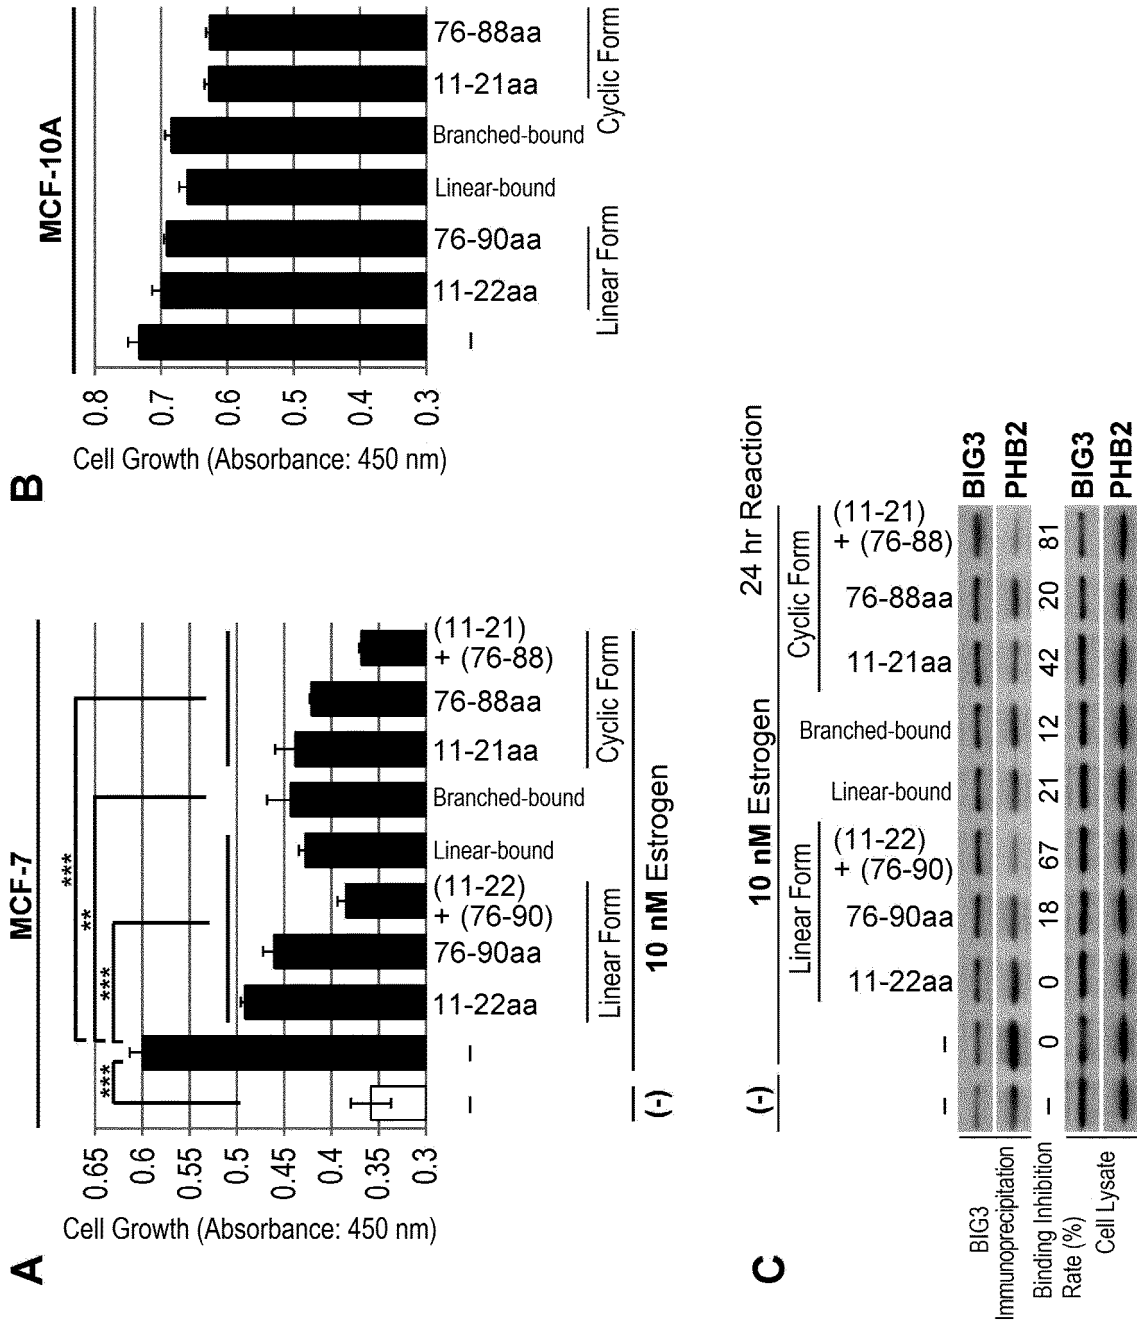 A
MCF-7
Cell Growth (Absorbance: 450 nm)
0.65
0.6
0.55
0.5
0.45
0.4
0.35
0.3
***
***
**
***
–
–
11-22aa
76-90aa
(11-22)
+ (76-90)
Linear-bound
Branched-bound
11-21aa
76-88aa
(11-21)
+ (76-88)
Linear Form
Cyclic Form
(-)
10 nM Estrogen
B
MCF-10A
Cell Growth (Absorbance: 450 nm)
0.8
0.7
0.6
0.5
0.4
0.3
–
11-22aa
76-90aa
Linear-bound
Branched-bound
11-21aa
76-88aa
Linear Form
Cyclic Form
C
(-)
10 nM Estrogen
24 hr Reaction
Linear Form
Cyclic Form
–
–
11-22aa
76-90aa
(11-22)
+ (76-90)
Linear-bound
Branched-bound
11-21aa
76-88aa
(11-21)
+ (76-88)
BIG3
Immunoprecipitation
BIG3
PHB2
Binding Inhibition
Rate (%)
– 0 0 18 67 21 12 42 20 81
Cell Lysate
BIG3
PHB2